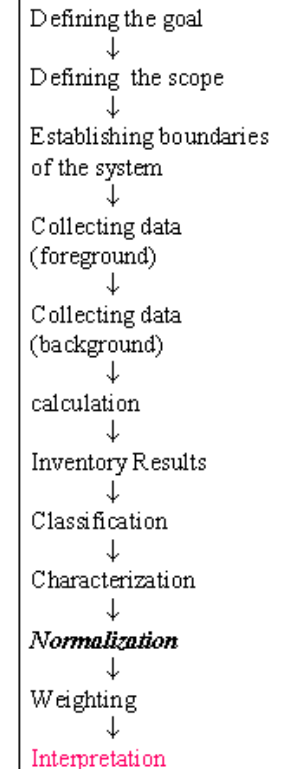 Defining the goal
↓
Defining the scope
↓
Establishing boundaries
of the system
↓
Collecting data
(foreground)
↓
Collecting data
(background)
↓
calculation
↓
Inventory Results
↓
Classification
↓
Characterization
↓
Normalization
↓
Weighting
↓
Interpretation